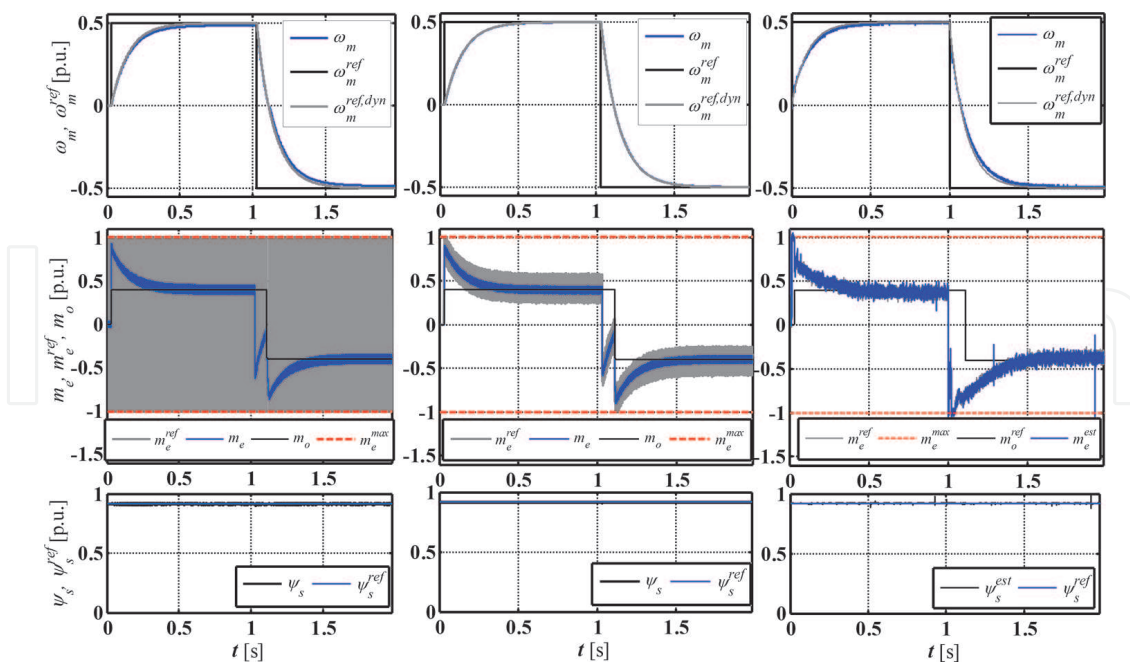 ω_m, ω_m^ref [p.u.]
0.5
0
-0.5
0 0.5 1 1.5
ω_m
ω_m^ref
ω_m^ref,dyn
0.5
0
-0.5
0 0.5 1 1.5
ω_m
ω_m^ref
ω_m^ref,dyn
0.5
0
-0.5
0 0.5 1 1.5
ω_m
ω_m^ref
ω_m^ref,dyn
m_e, m_e^ref, m_o [p.u.]
1
0.5
0
-0.5
-1
-1.5
m_e^ref m_e m_o m_e^max
0 0.5 1 1.5
1
0.5
0
-0.5
-1
-1.5
m_e^ref m_e m_o m_e^max
0 0.5 1 1.5
1
0.5
0
-0.5
-1
-1.5
m_e^ref m_e^max m_o^ref m_e^est
0 0.5 1 1.5
ψ_s, ψ_s^ref [p.u.]
1
0.5
0
ψ_s ψ_s^ref
0 0.5 1 1.5
t [s]
1
0.5
0
ψ_s ψ_s^ref
0 0.5 1 1.5
t [s]
1
0.5
0
ψ_s^est ψ_s^ref
0 0.5 1 1.5
t [s]